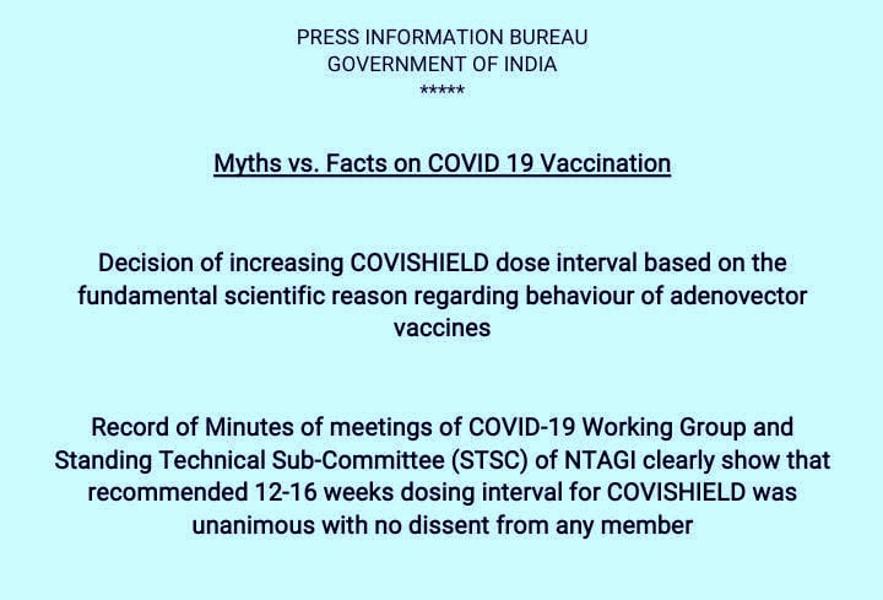 PRESS INFORMATION BUREAU
GOVERNMENT OF INDIA
*****
Myths vs. Facts on COVID 19 Vaccination
Decision of increasing COVISHIELD dose interval based on the
fundamental scientific reason regarding behaviour of adenovector
vaccines
Record of Minutes of meetings of COVID-19 Working Group and
Standing Technical Sub-Committee (STSC) of NTAGI clearly show that
recommended 12-16 weeks dosing interval for COVISHIELD was
unanimous with no dissent from any member